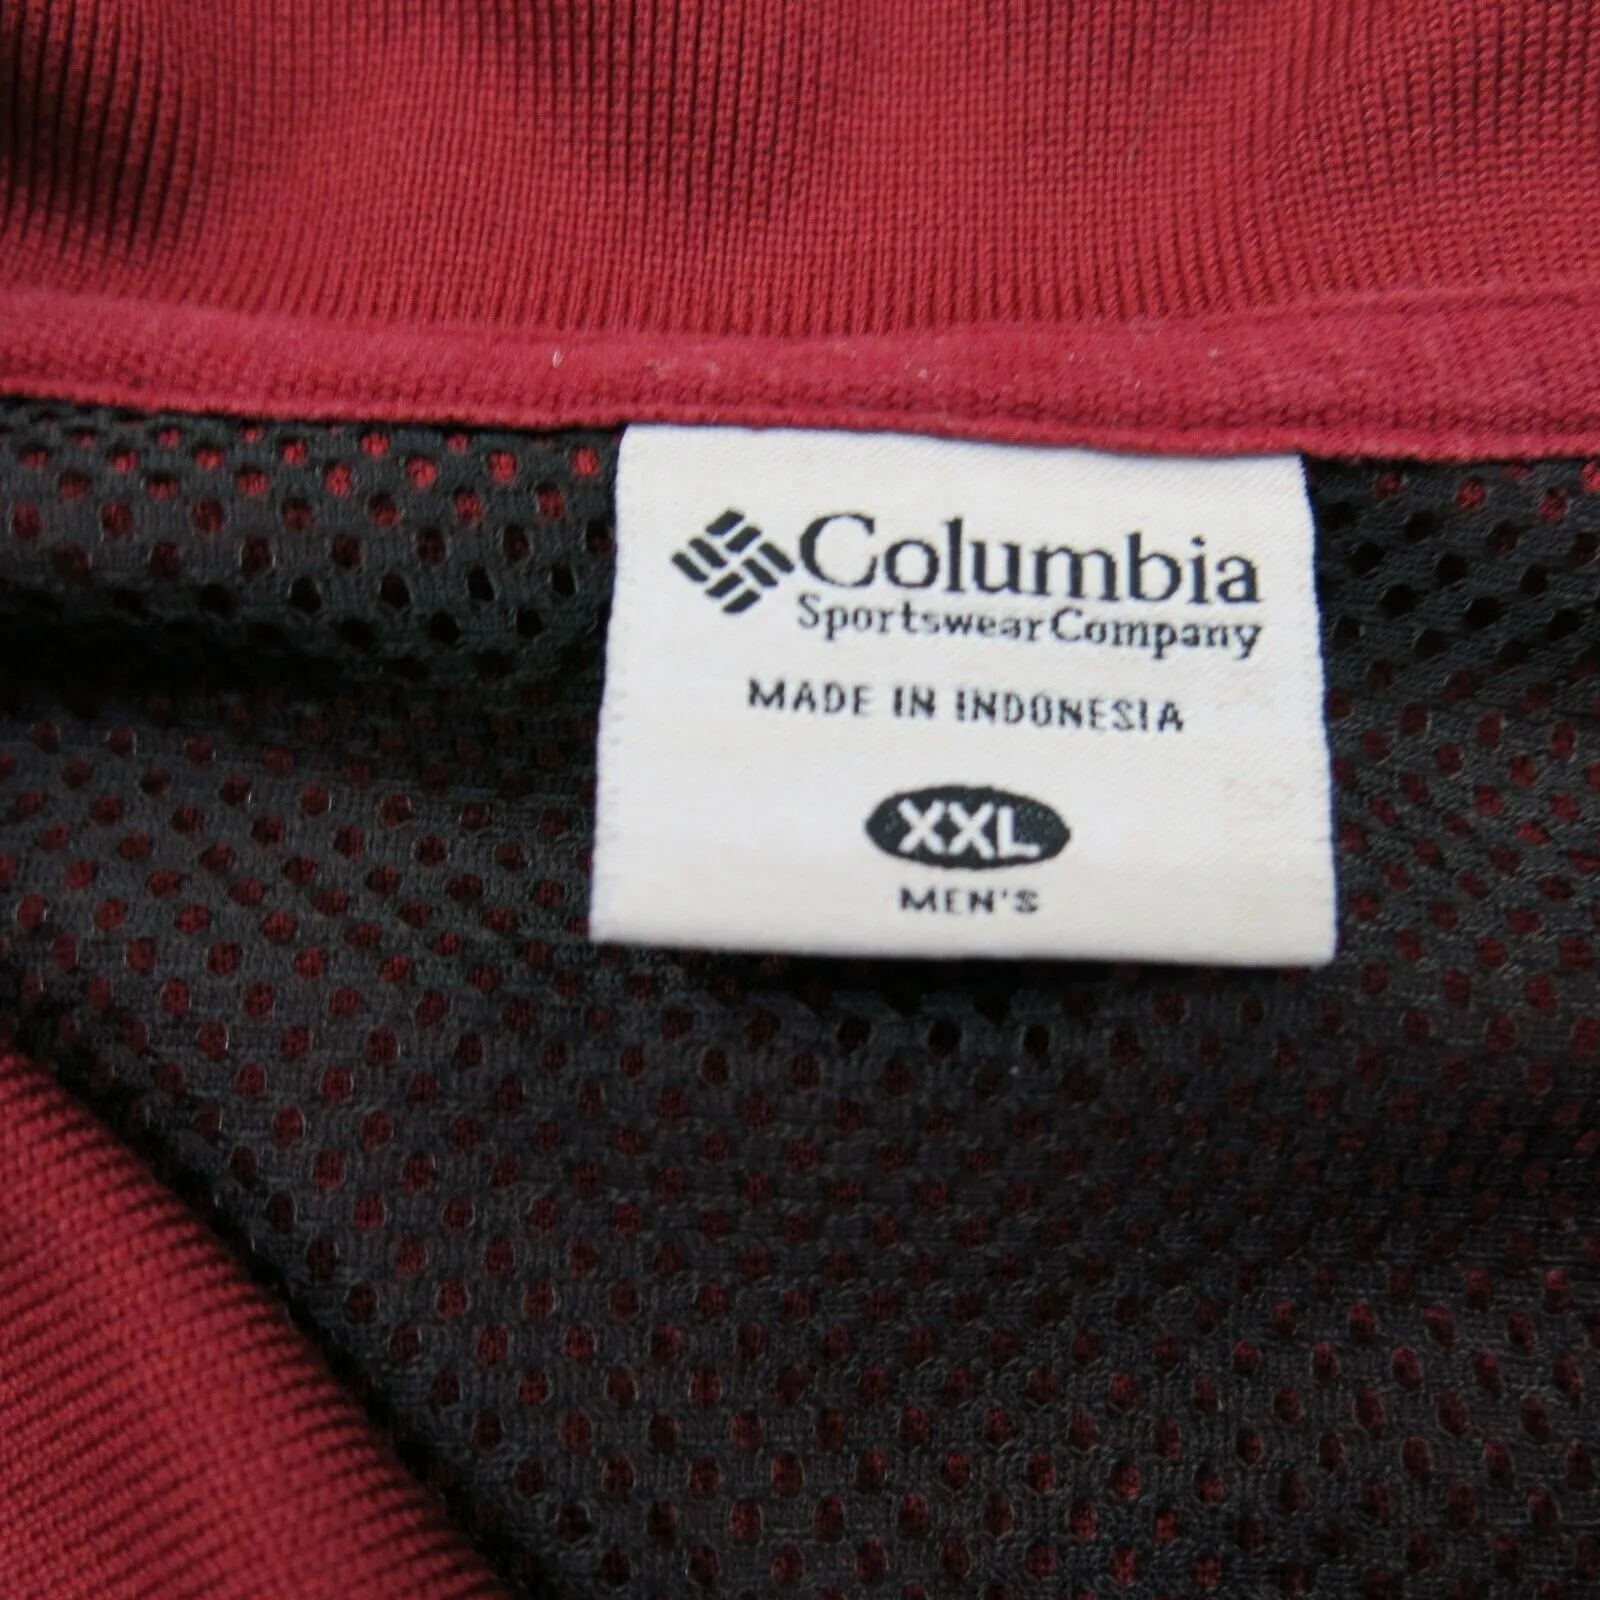 Columbia
Sportswear Company
MADE IN INDONESIA
XXL
MEN'S